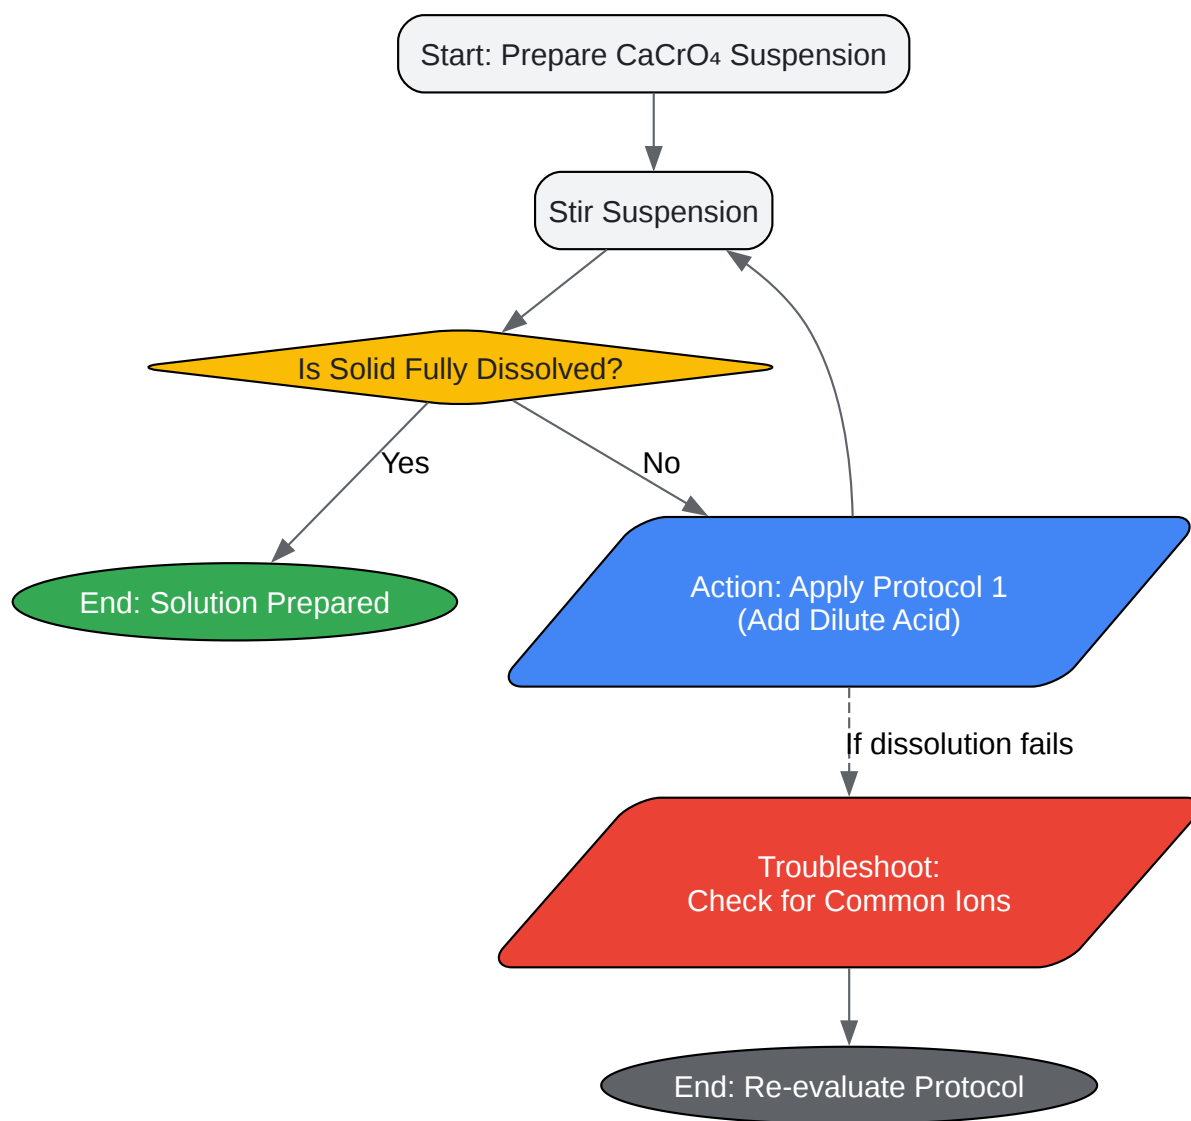 Start: Prepare CaCrO₄ Suspension
Stir Suspension
Is Solid Fully Dissolved?
Yes
No
End: Solution Prepared
Action: Apply Protocol 1
(Add Dilute Acid)
If dissolution fails
Troubleshoot:
Check for Common Ions
End: Re-evaluate Protocol